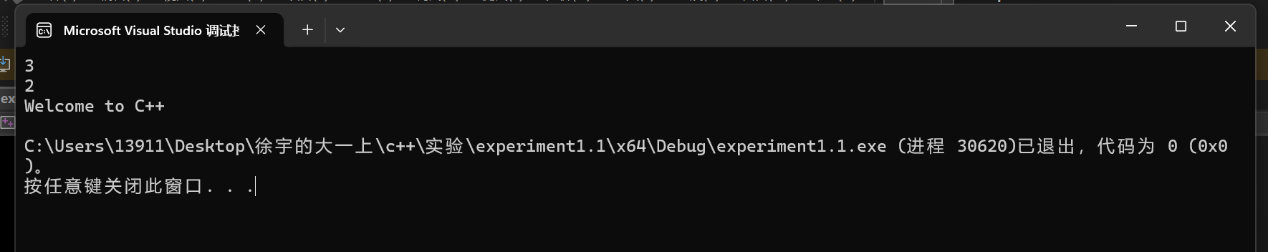 Microsoft Visual Studio 调试
3
2
Welcome to C++
C:\Users\13911\Desktop\徐宇的大一上\c++\实验\experiment1.1\x64\Debug\experiment1.1.exe (进程 30620)已退出，代码为 0 (0x0
)。
按任意键关闭此窗口. . .
ex